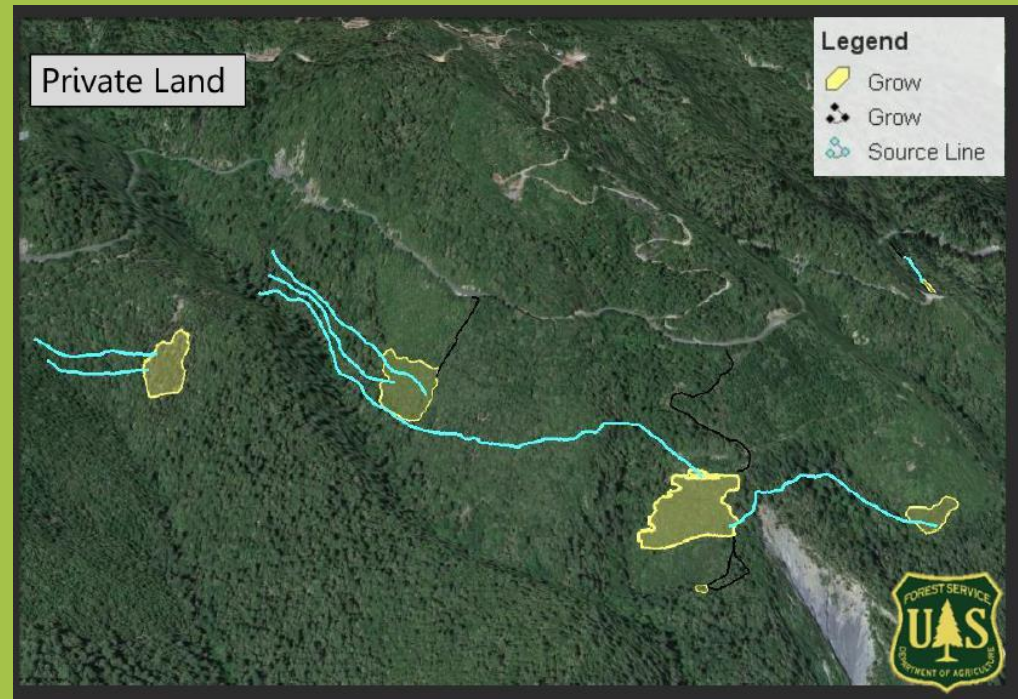 Private Land
Legend
Grow
Grow
Source Line
FOREST SERVICE
U S
DEPARTMENT OF AGRICULTURE